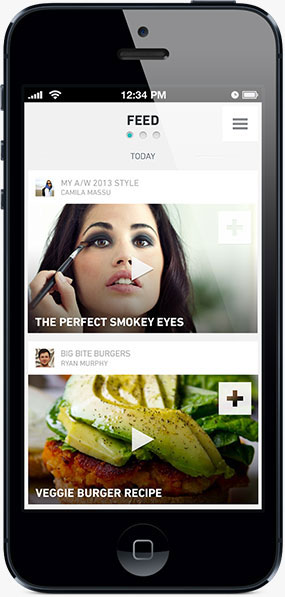 12:34 PM
FEED
TODAY
MY A/W 2013 STYLE
CAMILA MASSU
THE PERFECT SMOKEY EYES
BIG BITE BURGERS
RYAN MURPHY
VEGGIE BURGER RECIPE